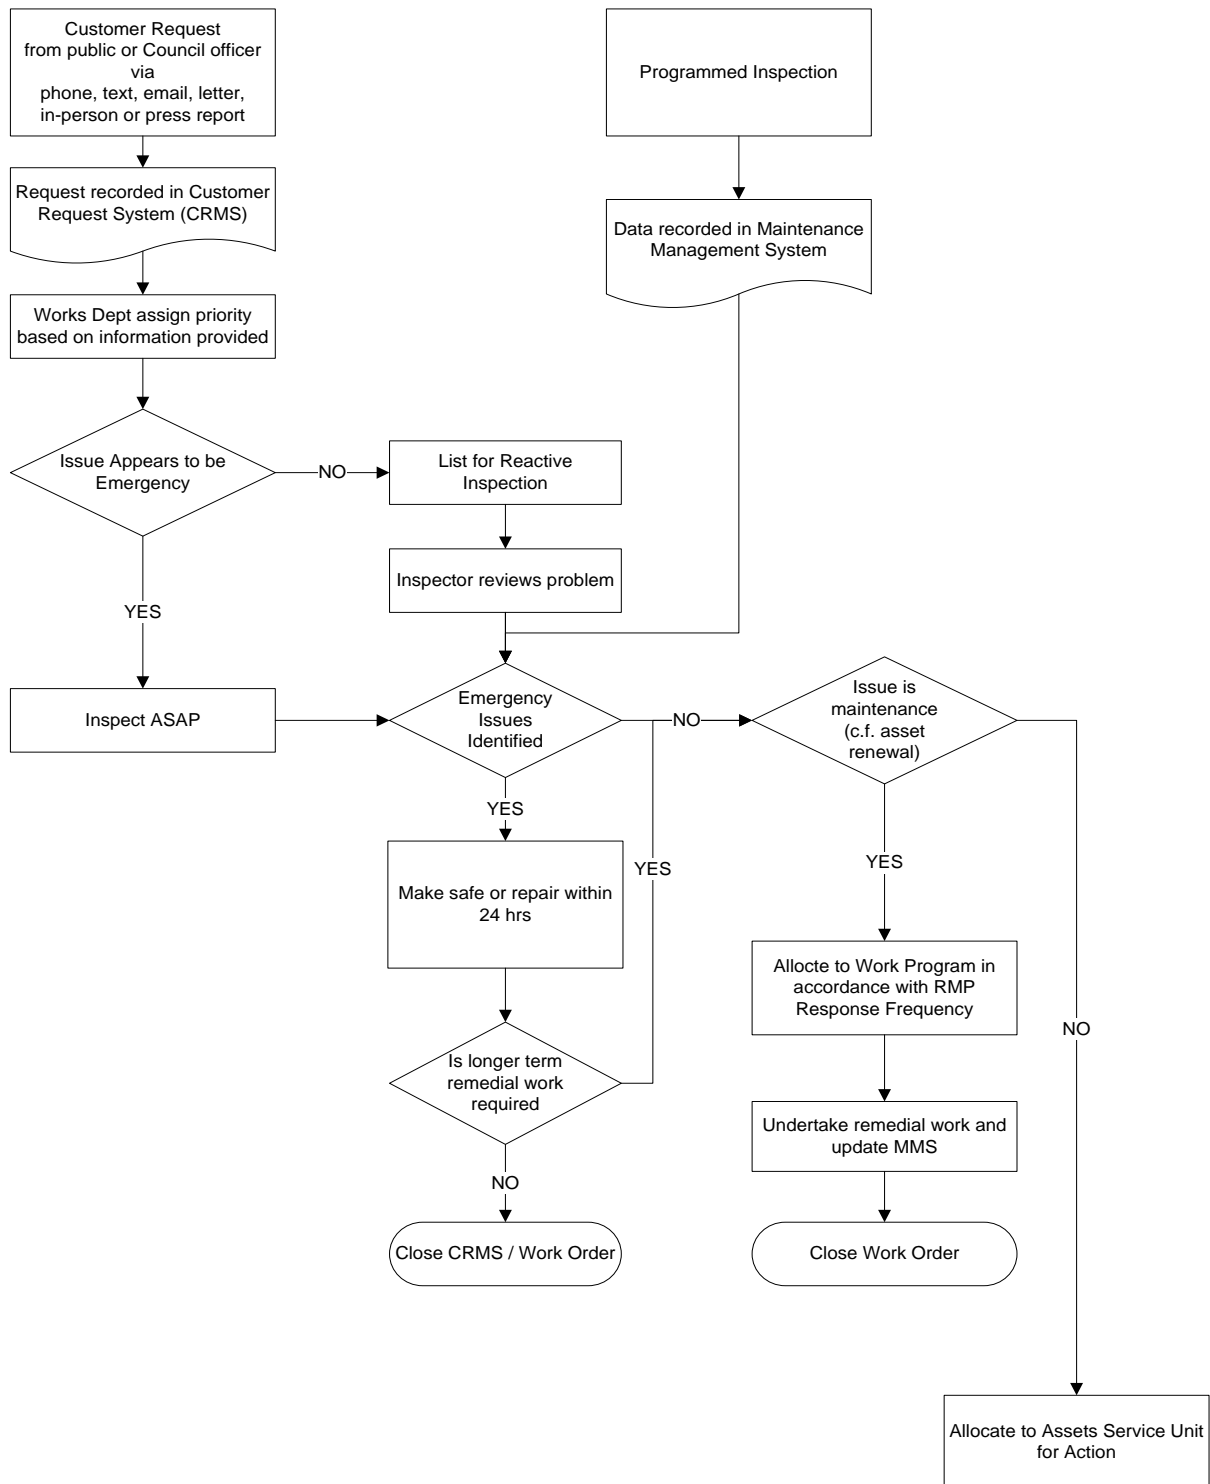 Customer Request
from public or Council officer
via
phone, text, email, letter,
in-person or press report
Programmed Inspection
Request recorded in Customer
Request System (CRMS)
Data recorded in Maintenance
Management System
Works Dept assign priority
based on information provided
Issue Appears to be
Emergency
NO
List for Reactive
Inspection
Inspector reviews problem
YES
Inspect ASAP
Emergency
Issues
Identified
NO
Issue is
maintenance
(c.f. asset
renewal)
YES
Make safe or repair within
24 hrs
YES
YES
Allocte to Work Program in
accordance with RMP
Response Frequency
NO
Is longer term
remedial work
required
Undertake remedial work and
update MMS
NO
Close CRMS / Work Order
Close Work Order
Allocate to Assets Service Unit
for Action